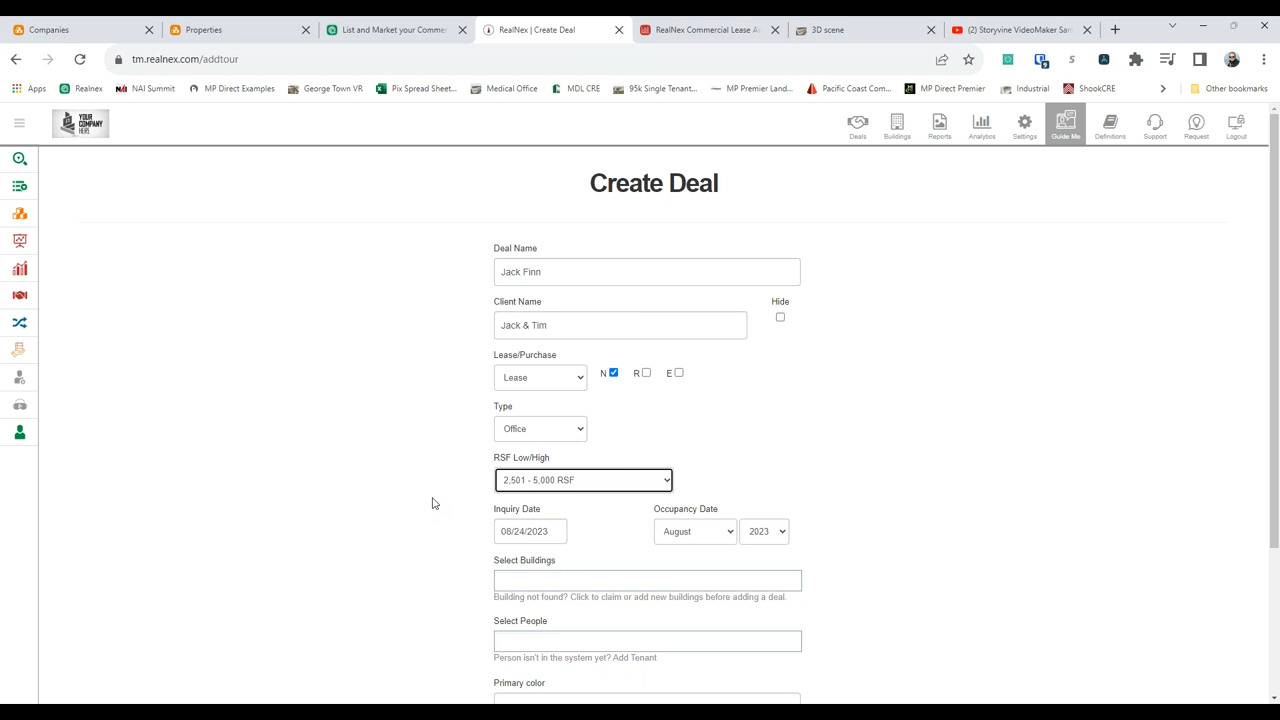 Companies
Properties
List and Market your Comme
RealNex | Create Deal
RealNex Commercial Lease A
3D scene
(2) Storyvine VideoMaker Sam
tm.realnex.com/addtour
Apps
Realnex
NAI Summit
MP Direct Examples
George Town VR
Pix Spread Sheet...
Medical Office
MDL CRE
95k Single Tenant...
MP Premier Land...
Pacific Coast Com...
MP Direct Premier
Industrial
ShookCRE
Other bookmarks
YOUR COMPANY HERE
Deals
Buildings
Reports
Analytics
Settings
Guide Me
Definitions
Support
Request
Logout
Create Deal
Deal Name
Jack Finn
Client Name
Hide
Jack & Tim
Lease/Purchase
Lease
N
R
E
Type
Office
RSF Low/High
2,501 - 5,000 RSF
Inquiry Date
Occupancy Date
08/24/2023
August
2023
Select Buildings
Building not found? Click to claim or add new buildings before adding a deal.
Select People
Person isn't in the system yet? Add Tenant
Primary color